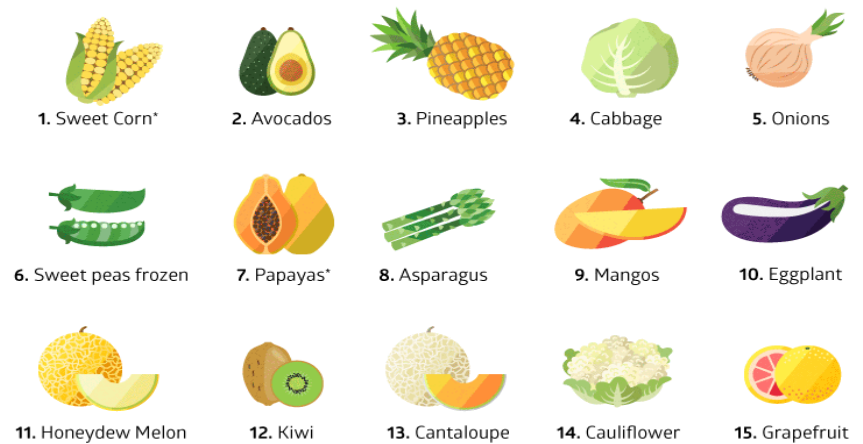 1. Sweet Corn*
2. Avocados
3. Pineapples
4. Cabbage
5. Onions
6. Sweet peas frozen
7. Papayas*
8. Asparagus
9. Mangos
10. Eggplant
11. Honeydew Melon
12. Kiwi
13. Cantaloupe
14. Cauliflower
15. Grapefruit